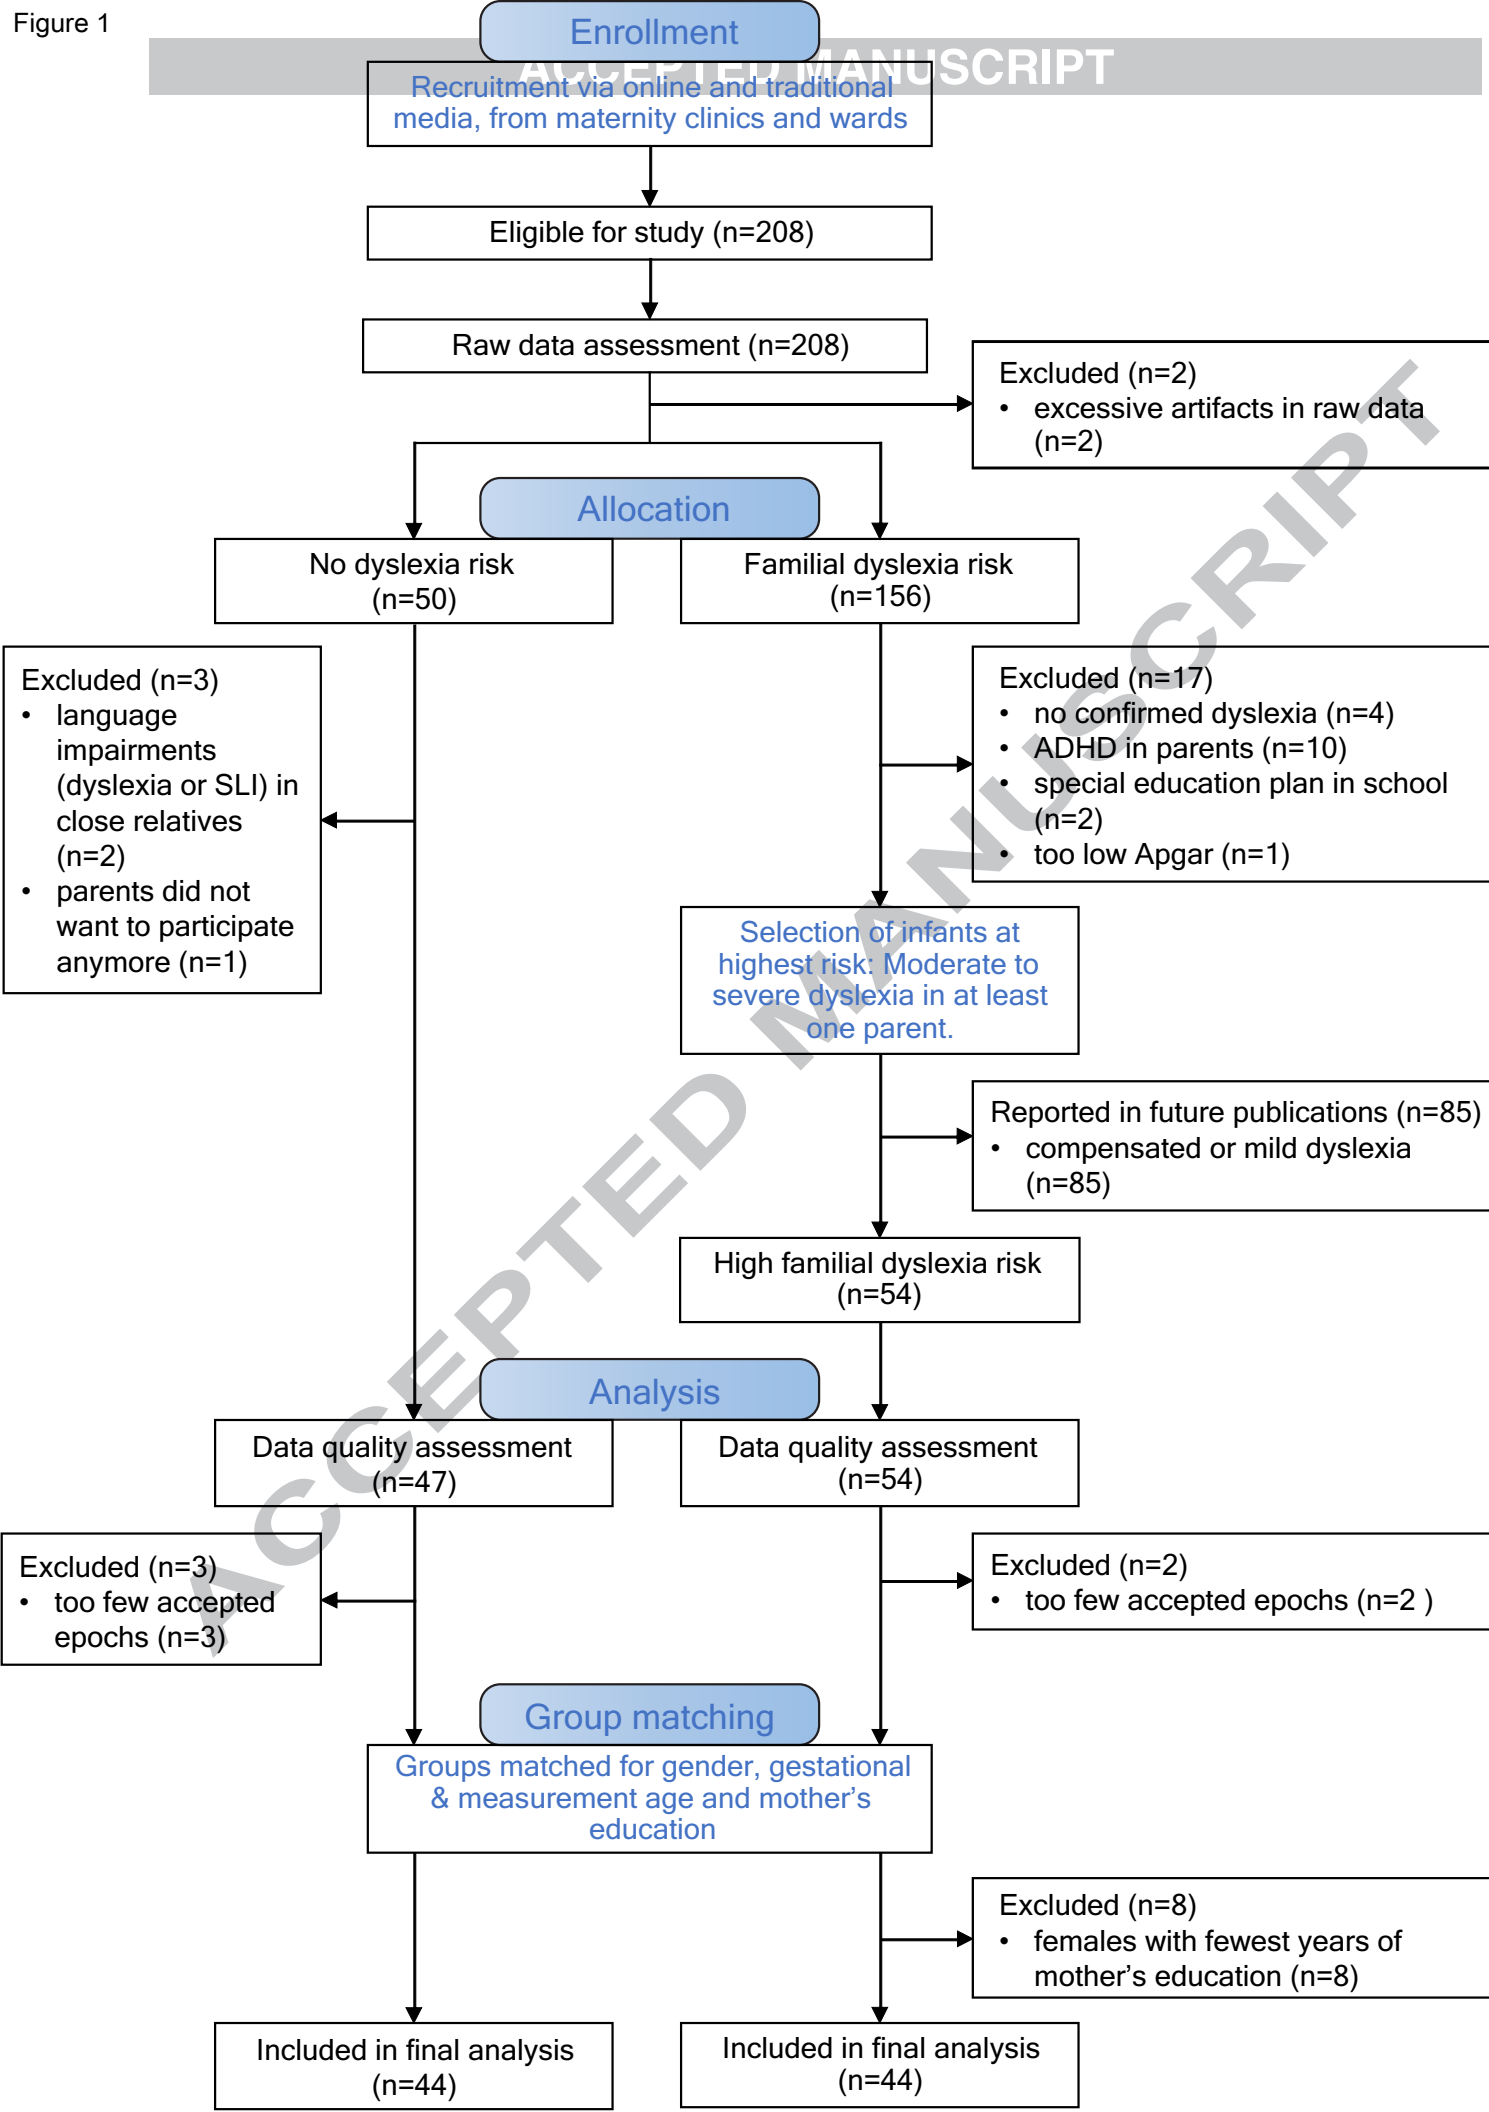 Figure 1
Enrollment
ACCEPTED MANUSCRIPT
Recruitment via online and traditional
media, from maternity clinics and wards
Eligible for study (n=208)
Raw data assessment (n=208)
Excluded (n=2)
• excessive artifacts in raw data
(n=2)
Allocation
No dyslexia risk
(n=50)
Familial dyslexia risk
(n=156)
Excluded (n=3)
• language
impairments
(dyslexia or SLI) in
close relatives
(n=2)
• parents did not
want to participate
anymore (n=1)
Excluded (n=17)
• no confirmed dyslexia (n=4)
• ADHD in parents (n=10)
• special education plan in school
(n=2)
• too low Apgar (n=1)
Selection of infants at
highest risk: Moderate to
severe dyslexia in at least
one parent.
Reported in future publications (n=85)
• compensated or mild dyslexia
(n=85)
High familial dyslexia risk
(n=54)
Analysis
Data quality assessment
(n=47)
Data quality assessment
(n=54)
Excluded (n=3)
• too few accepted
epochs (n=3)
Excluded (n=2)
• too few accepted epochs (n=2 )
Group matching
Groups matched for gender, gestational
& measurement age and mother’s
education
Excluded (n=8)
• females with fewest years of
mother’s education (n=8)
Included in final analysis
(n=44)
Included in final analysis
(n=44)
ACCEPTED MANUSCRIPT